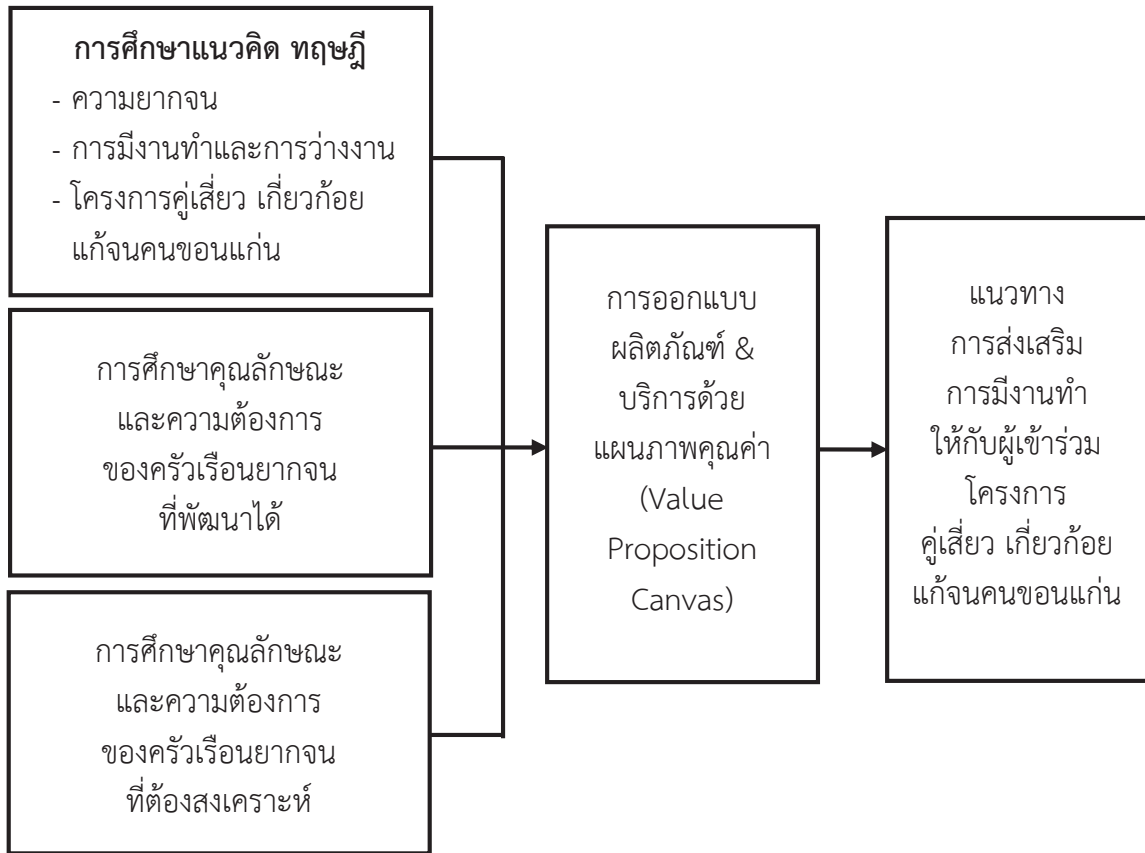 การศึกษาแนวคิด ทฤษฎี
- ความยากจน
- การมีงานทำและการว่างงาน
- โครงการคู่เสี่ยว เกี่ยวก้อย
แก้จนคนขอนแก่น
การศึกษาคุณลักษณะ
และความต้องการ
ของครัวเรือนยากจน
ที่พัฒนาได้
การศึกษาคุณลักษณะ
และความต้องการ
ของครัวเรือนยากจน
ที่ต้องสงเคราะห์
การออกแบบ
ผลิตภัณฑ์ &
บริการด้วย
แผนภาพคุณค่า
(Value
Proposition
Canvas)
แนวทาง
การส่งเสริม
การมีงานทำ
ให้กับผู้เข้าร่วม
โครงการ
คู่เสี่ยว เกี่ยวก้อย
แก้จนคนขอนแก่น